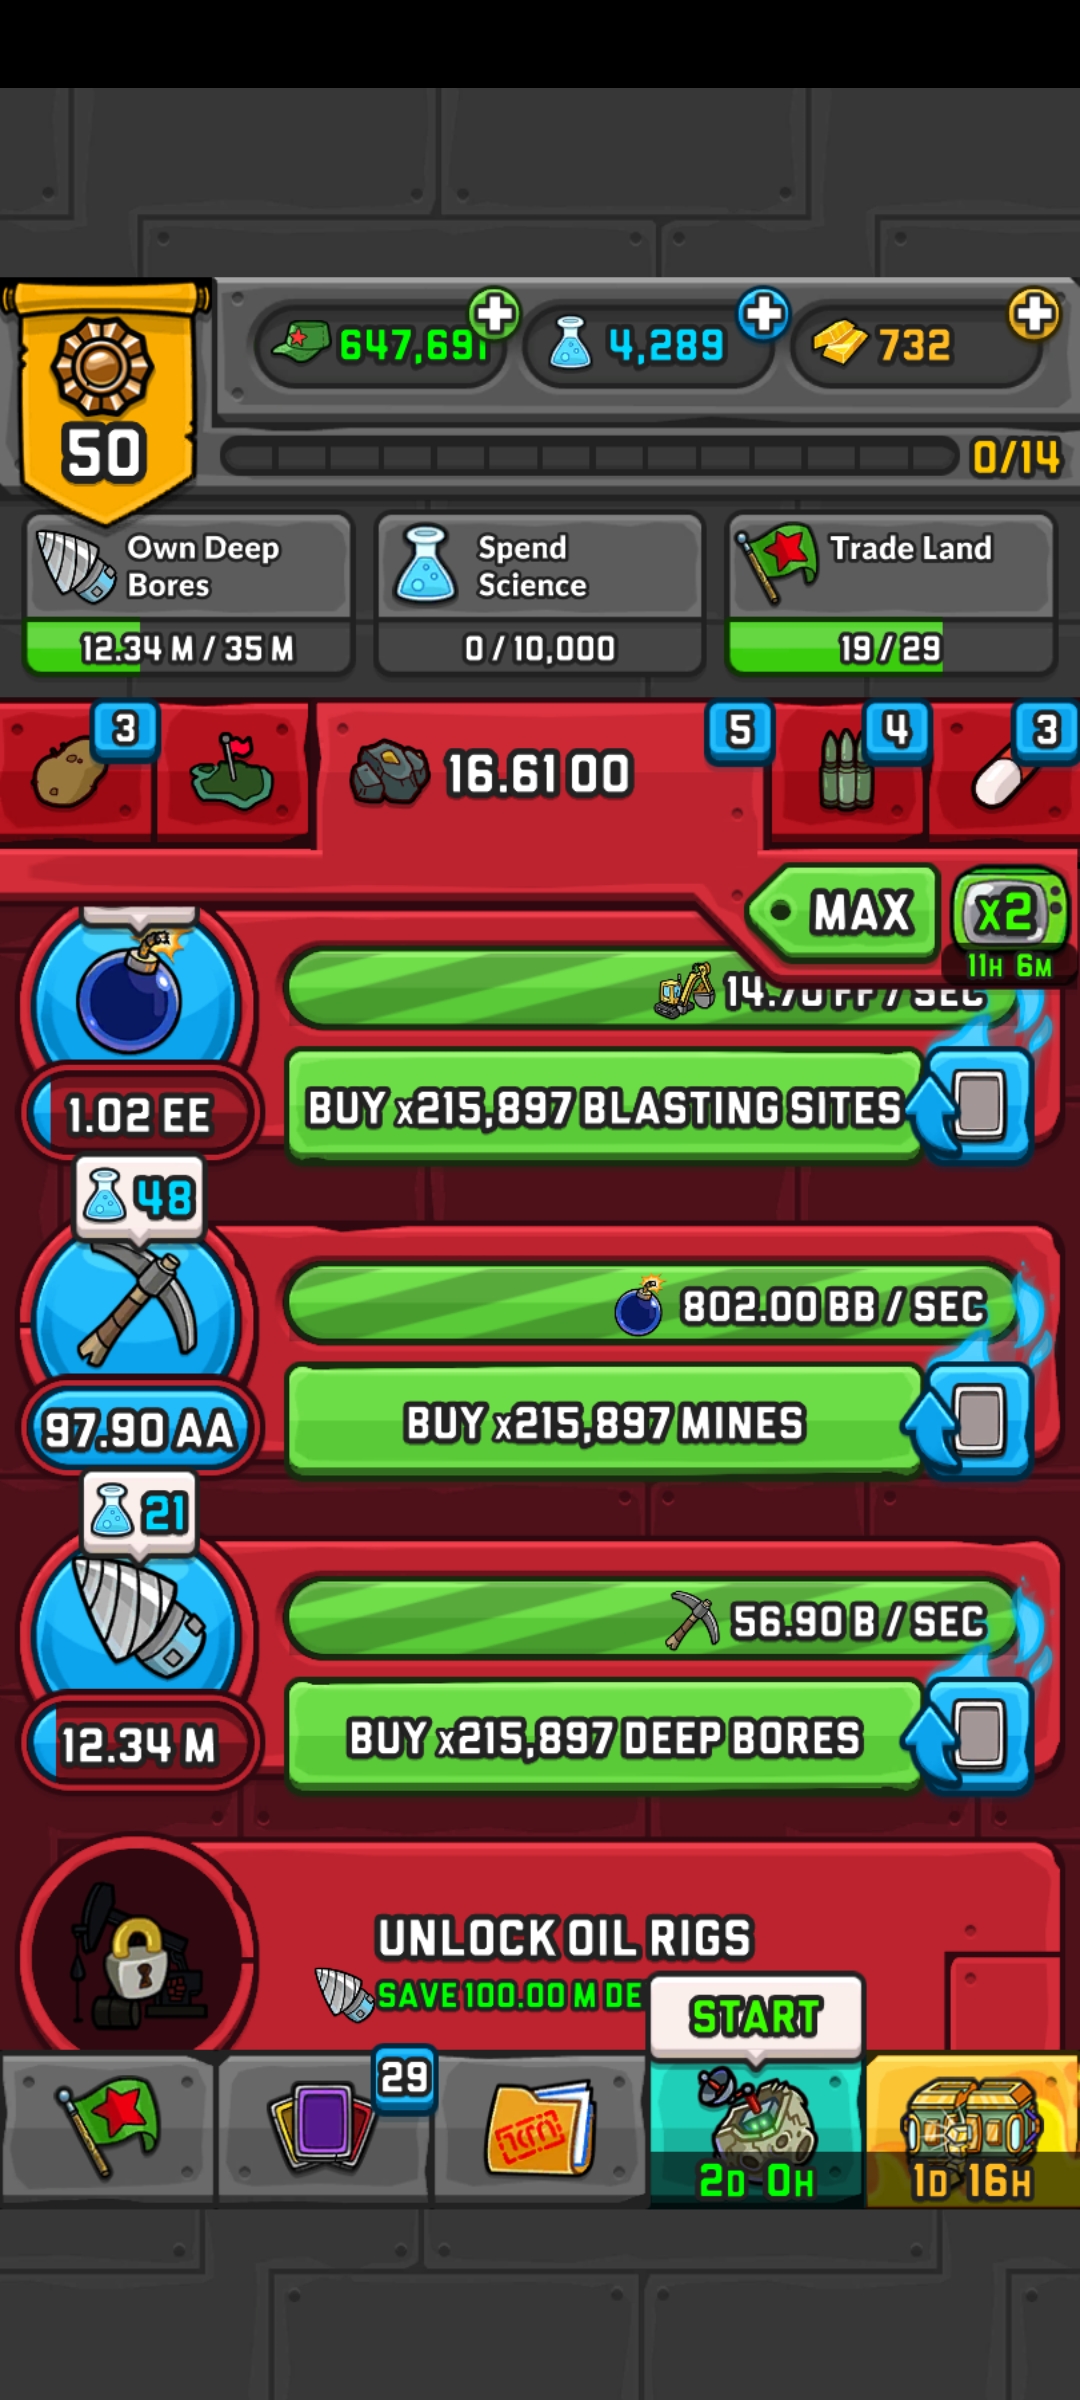 647,691
4,289
732
50
0/14
Own Deep Bores
12.34 M / 35 M
Spend Science
0 / 10,000
Trade Land
19 / 29
3
16.61 OO
5
4
3
MAX
x2
11H 6M
/ SEC
1.02 EE
BUY x215,897 BLASTING SITES
48
802.00 BB / SEC
97.90 AA
BUY x215,897 MINES
21
56.90 B / SEC
12.34 M
BUY x215,897 DEEP BORES
UNLOCK OIL RIGS
SAVE 100.00 M DE
START
29
2D 0H
1D 16H